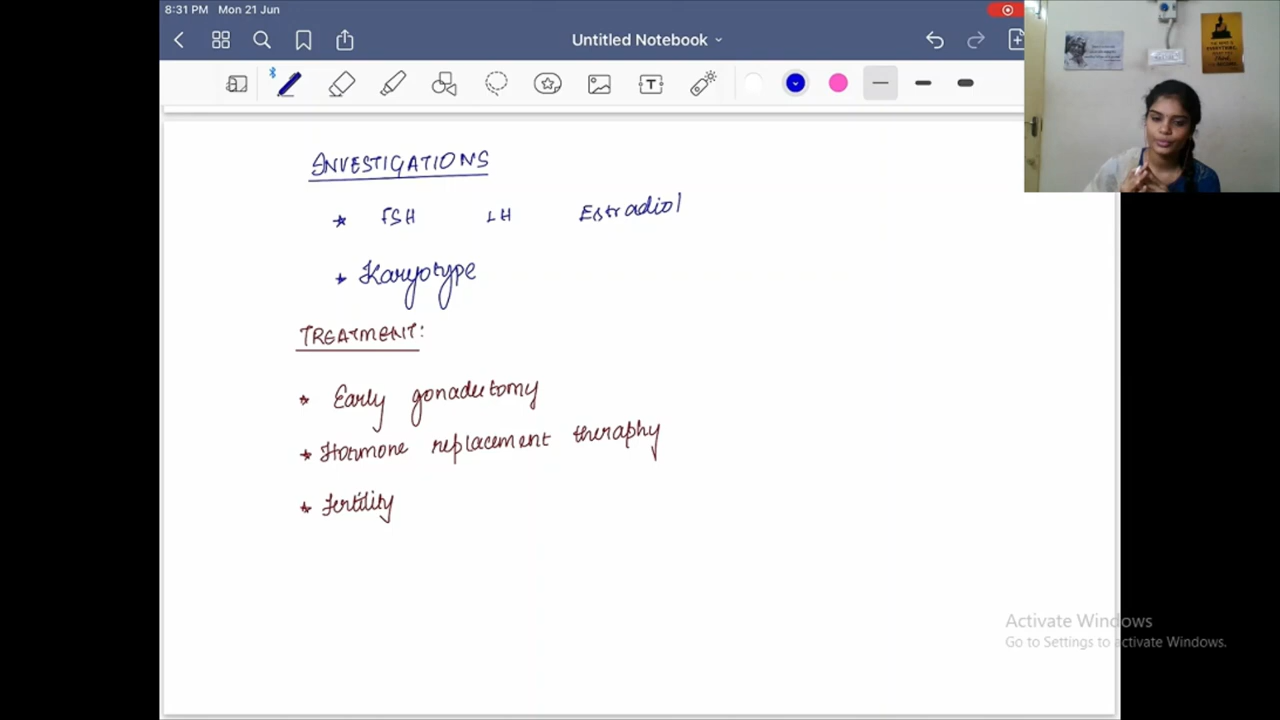 8:31 PM Mon 21 Jun
Untitled Notebook
INVESTIGATIONS
* FSH LH Estradiol
* Karyotype
TREATMENT:
* Early gonadectomy
* Hormone replacement theraphy
* Fertility
Activate Windows
Go to Settings to activate Windows.